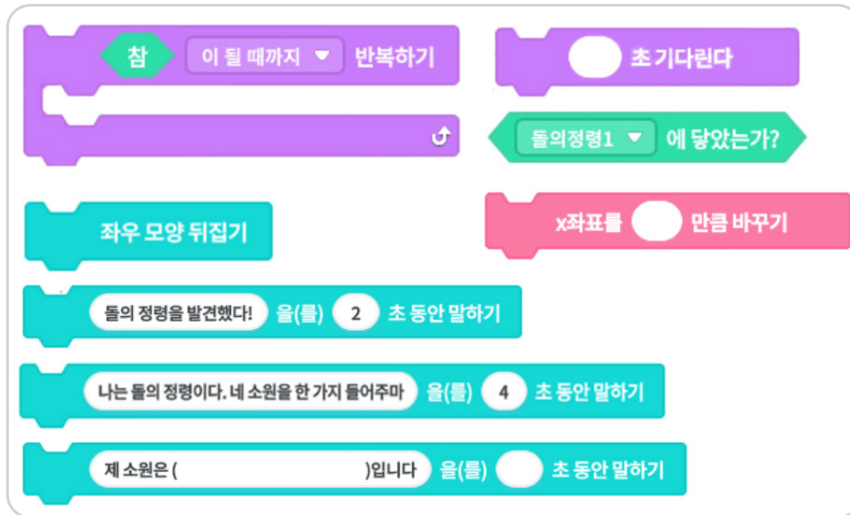 참 이 될 때까지 반복하기
초 기다린다
돌의정령1 에 닿았는가?
좌우 모양 뒤집기
x좌표를 만큼 바꾸기
돌의 정령을 발견했다! 을(를) 2 초 동안 말하기
나는 돌의 정령이다. 네 소원을 한 가지 들어주마 을(를) 4 초 동안 말하기
제 소원은 ( )입니다 을(를) 초 동안 말하기